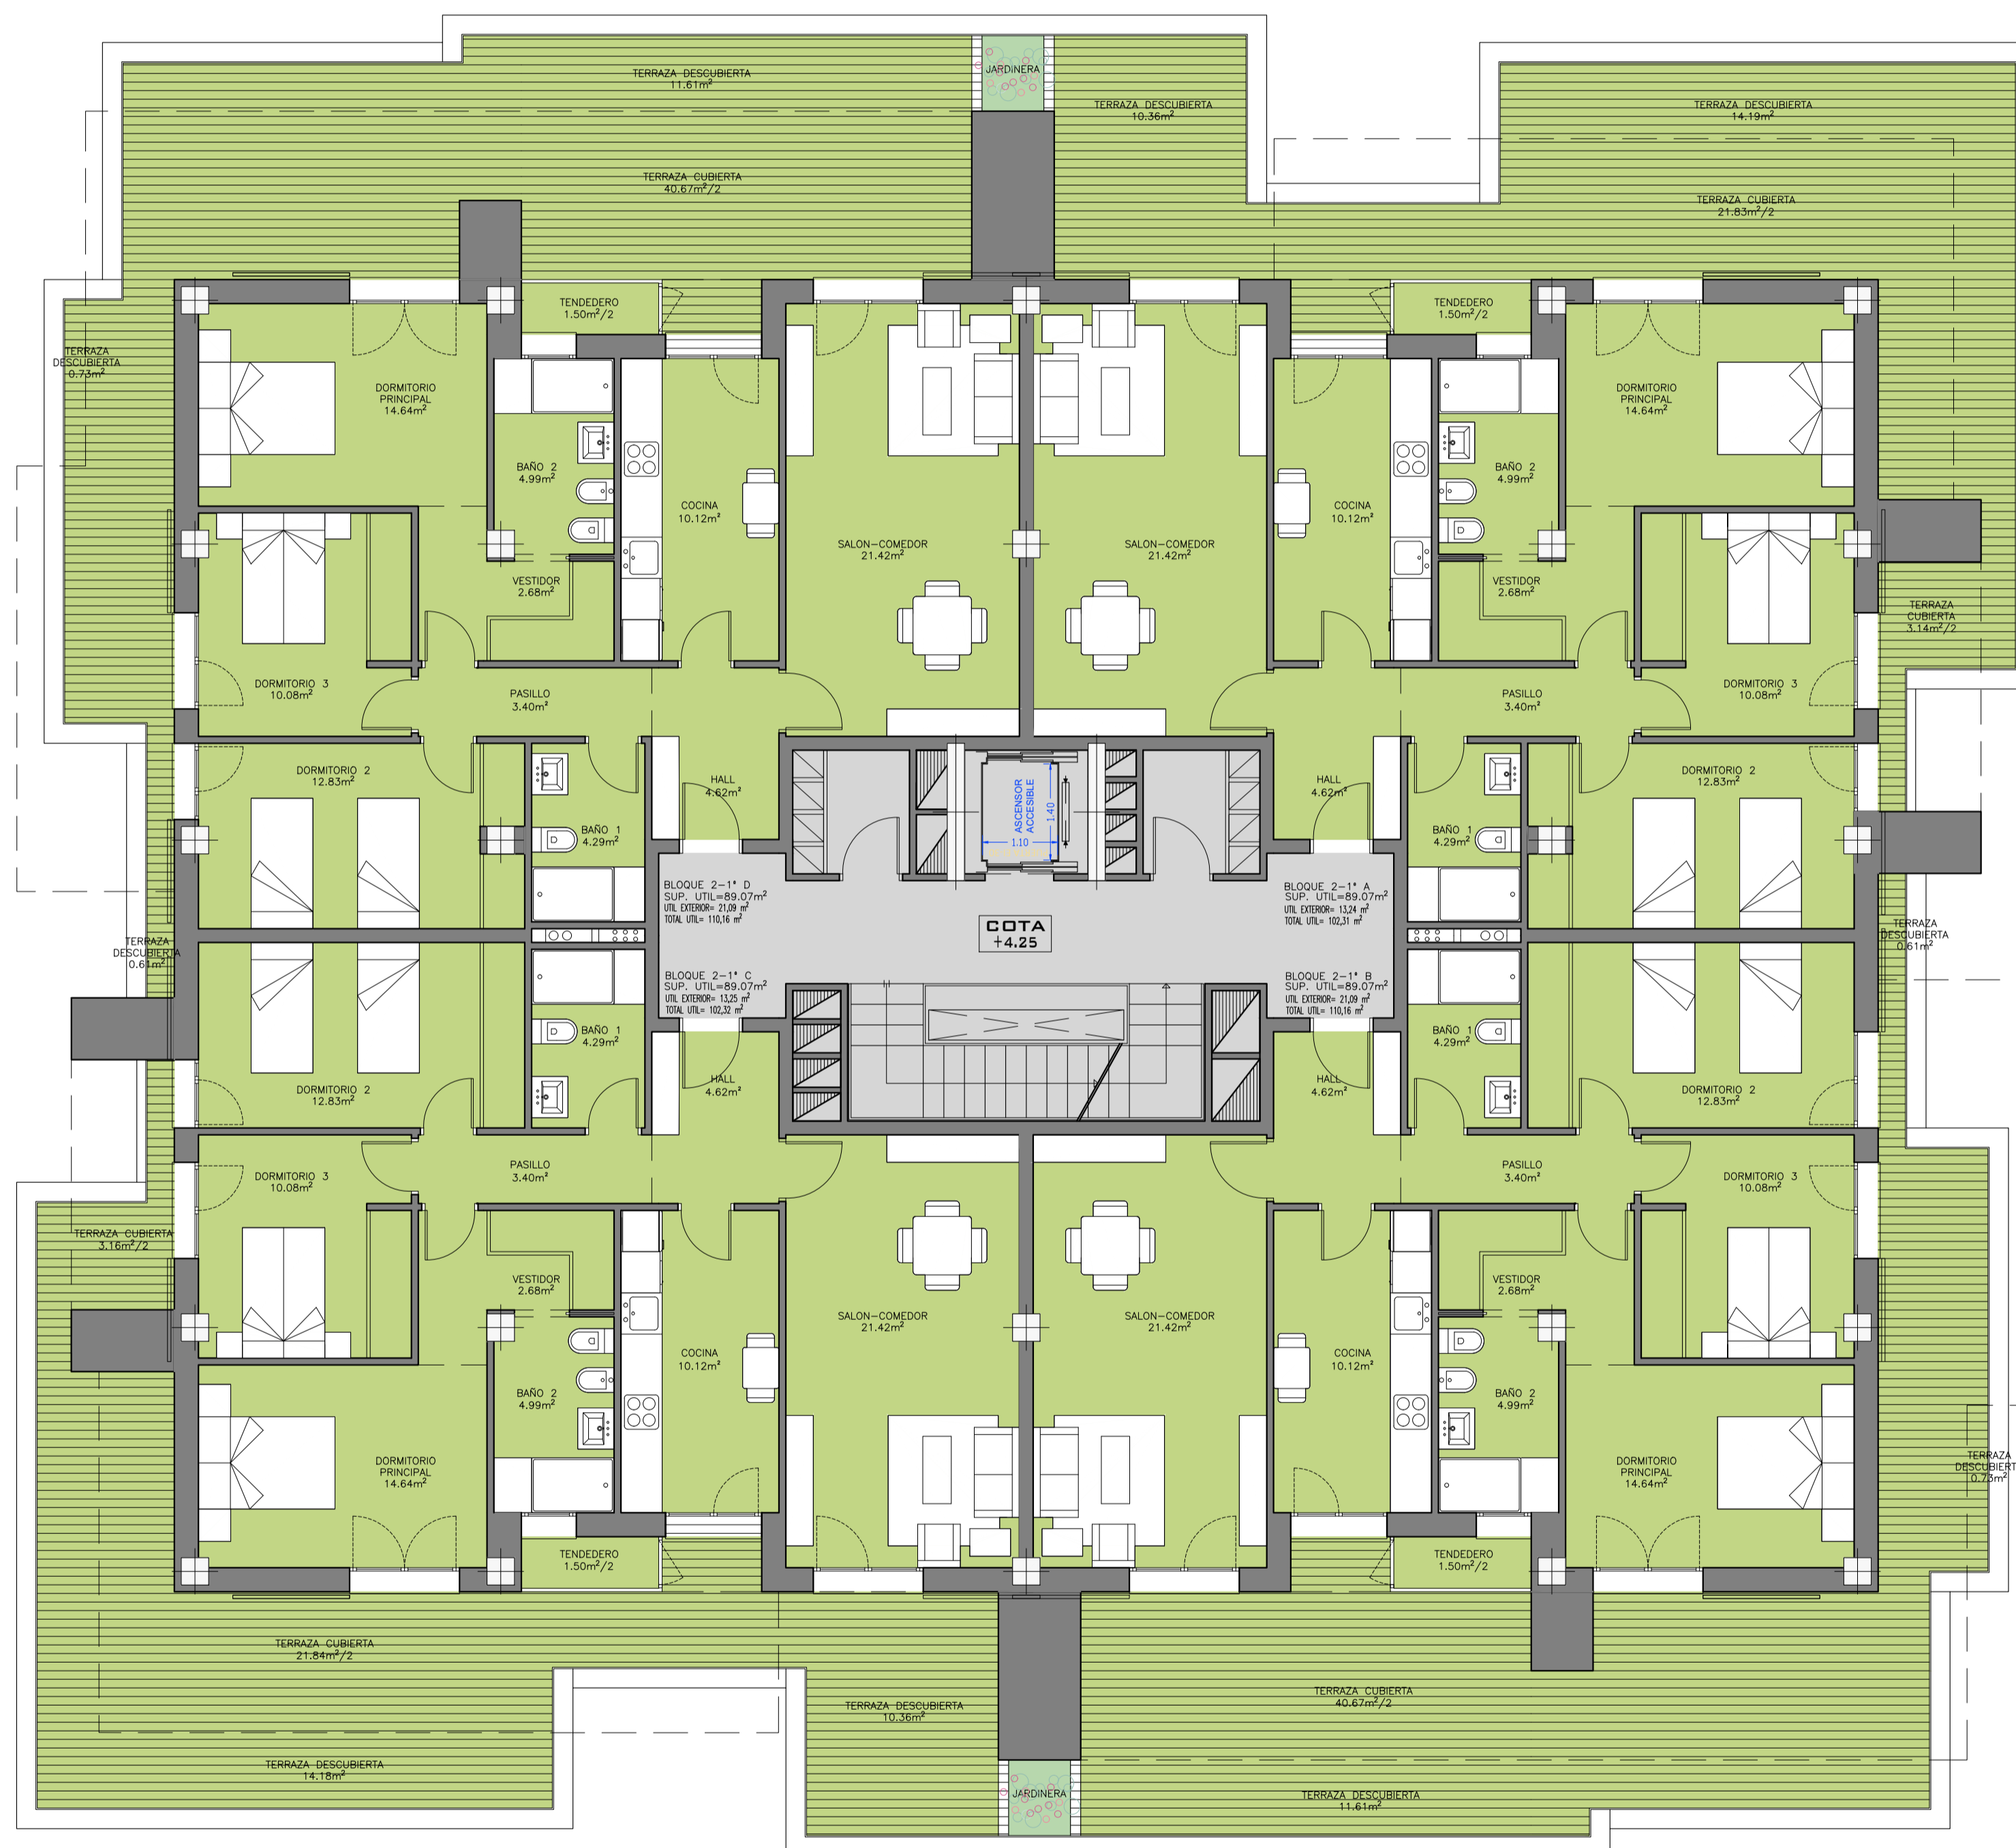 TERRAZA DESCUBIERTA
11.61m²
JARDINERA
TERRAZA DESCUBIERTA
10.36m²
TERRAZA DESCUBIERTA
14.19m²
TERRAZA CUBIERTA
40.67m²/2
TERRAZA CUBIERTA
21.83m²/2
TENDEDERO
1.50m²/2
TENDEDERO
1.50m²/2
TERRAZA
DESCUBIERTA
0.73m²
DORMITORIO
PRINCIPAL
14.64m²
DORMITORIO
PRINCIPAL
14.64m²
BAÑO 2
4.99m²
BAÑO 2
4.99m²
COCINA
10.12m²
COCINA
10.12m²
SALON-COMEDOR
21.42m²
SALON-COMEDOR
21.42m²
VESTIDOR
2.68m²
VESTIDOR
2.68m²
TERRAZA
CUBIERTA
3.14m²/2
DORMITORIO 3
10.08m²
PASILLO
3.40m²
PASILLO
3.40m²
DORMITORIO 3
10.08m²
DORMITORIO 2
12.83m²
HALL
4.62m²
ASCENSOR
ACCESIBLE
1.40
1.10
HALL
4.62m²
DORMITORIO 2
12.83m²
BAÑO 1
4.29m²
BAÑO 1
4.29m²
BLOQUE 2-1° D
SUP. UTIL=89.07m²
UTIL EXTERIOR= 21,09 m²
TOTAL UTIL= 110,16 m²
BLOQUE 2-1° A
SUP. UTIL=89.07m²
UTIL EXTERIOR= 13,24 m²
TOTAL UTIL= 102,31 m²
COTA
+4.25
TERRAZA
DESCUBIERTA
0.61m²
TERRAZA
DESCUBIERTA
0.61m²
BLOQUE 2-1° C
SUP. UTIL=89.07m²
UTIL EXTERIOR= 13,25 m²
TOTAL UTIL= 102,32 m²
BLOQUE 2-1° B
SUP. UTIL=89.07m²
UTIL EXTERIOR= 21,09 m²
TOTAL UTIL= 110,16 m²
BAÑO 1
4.29m²
BAÑO 1
4.29m²
DORMITORIO 2
12.83m²
HALL
4.62m²
HALL
4.62m²
DORMITORIO 2
12.83m²
DORMITORIO 3
10.08m²
PASILLO
3.40m²
PASILLO
3.40m²
DORMITORIO 3
10.08m²
TERRAZA CUBIERTA
3.16m²/2
VESTIDOR
2.68m²
VESTIDOR
2.68m²
SALON-COMEDOR
21.42m²
SALON-COMEDOR
21.42m²
COCINA
10.12m²
COCINA
10.12m²
BAÑO 2
4.99m²
BAÑO 2
4.99m²
DORMITORIO
PRINCIPAL
14.64m²
DORMITORIO
PRINCIPAL
14.64m²
TERRAZA
DESCUBIERT
0.73m²
TENDEDERO
1.50m²/2
TENDEDERO
1.50m²/2
TERRAZA CUBIERTA
21.84m²/2
TERRAZA CUBIERTA
40.67m²/2
TERRAZA DESCUBIERTA
10.36m²
TERRAZA DESCUBIERTA
14.18m²
JARDINERA
TERRAZA DESCUBIERTA
11.61m²